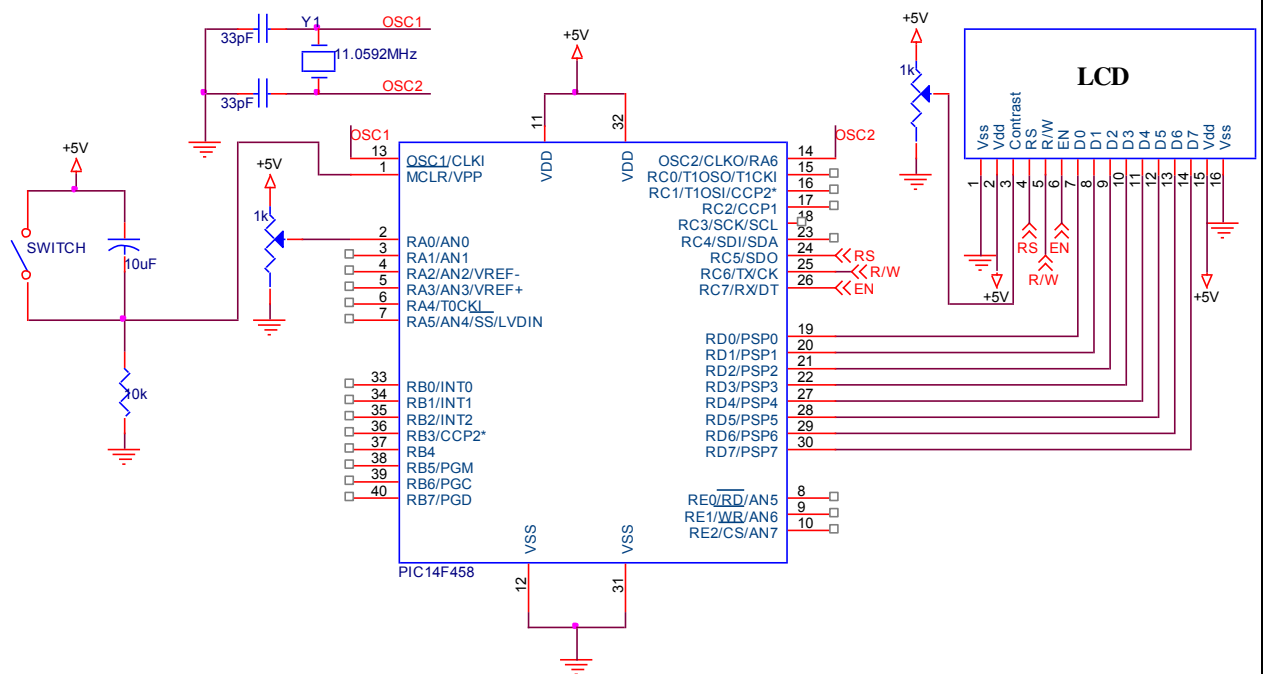 33pF
Y1
OSC1
11.0592MHz
33pF
OSC2
+5V
SWITCH
10uF
10k
+5V
1k
+5V
11
32
VDD
VDD
OSC1
13
OSC1/CLKI
1
MCLR/VPP
2
RA0/AN0
3
RA1/AN1
4
RA2/AN2/VREF-
5
RA3/AN3/VREF+
6
RA4/T0CKI
7
RA5/AN4/SS/LVDIN
33
RB0/INT0
34
RB1/INT1
35
RB2/INT2
36
RB3/CCP2*
37
RB4
38
RB5/PGM
39
RB6/PGC
40
RB7/PGD
OSC2
14
OSC2/CLKO/RA6
15
RC0/T1OSO/T1CKI
16
RC1/T1OSI/CCP2*
17
RC2/CCP1
18
RC3/SCK/SCL
23
RC4/SDI/SDA
24
RC5/SDO
RS
25
RC6/TX/CK
R/W
26
RC7/RX/DT
EN
19
RD0/PSP0
20
RD1/PSP1
21
RD2/PSP2
22
RD3/PSP3
27
RD4/PSP4
28
RD5/PSP5
29
RD6/PSP6
30
RD7/PSP7
8
RE0/RD/AN5
9
RE1/WR/AN6
10
RE2/CS/AN7
VSS
VSS
12
31
PIC14F458
+5V
1k
LCD
Vss
Vdd
Contrast
RS
R/W
EN
D0
D1
D2
D3
D4
D5
D6
D7
Vdd
Vss
1
2
3
4
5
6
7
8
9
10
11
12
13
14
15
16
RS
EN
R/W
+5V
+5V